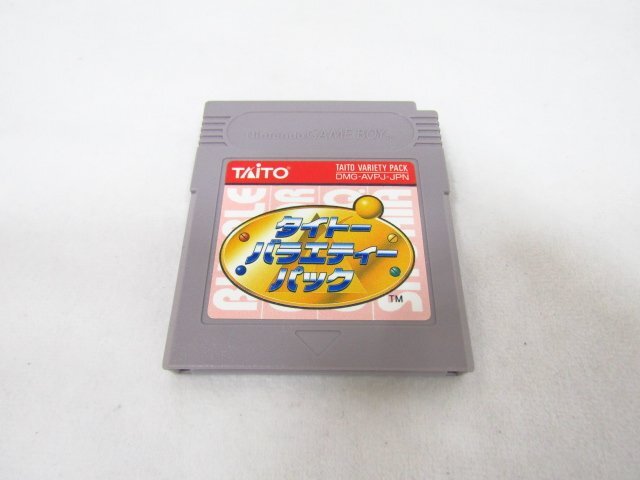 Nintendo GAME BOY
TAITO
TAITO VARIETY PACK
DMG-AVPJ-JPN
タイトー
バラエティー
パック
TM